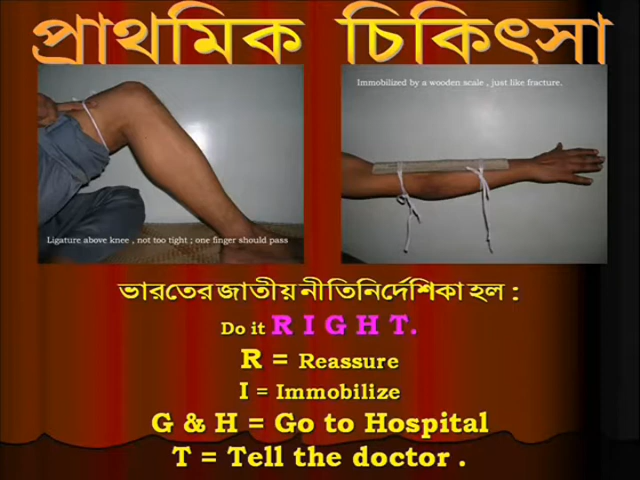 প্রাথমিক চিকিৎসা
Immobilized by a wooden scale , just like fracture.
Ligature above knee , not too tight ; one finger should pass
ভারতের জাতীয় নীতিনির্দেশিকা হল :
Do it R I G H T.
R = Reassure
I = Immobilize
G & H = Go to Hospital
T = Tell the doctor .